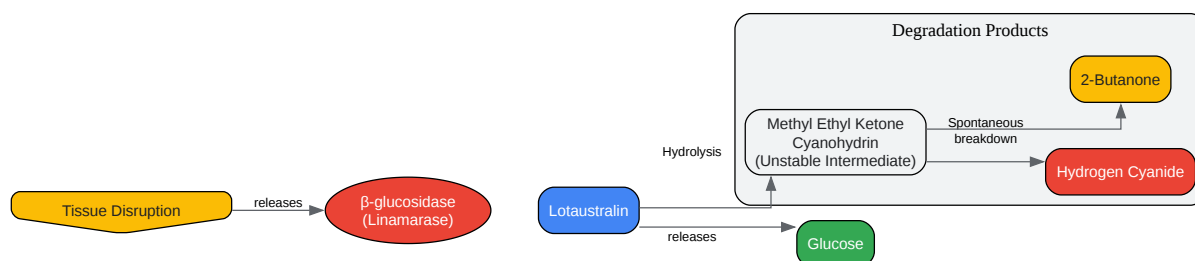 Degradation Products
2-Butanone
Methyl Ethyl Ketone
Cyanohydrin
(Unstable Intermediate)
Spontaneous
breakdown
Hydrolysis
Hydrogen Cyanide
Tissue Disruption
releases
β-glucosidase
(Linamarase)
Lotaustralin
releases
Glucose